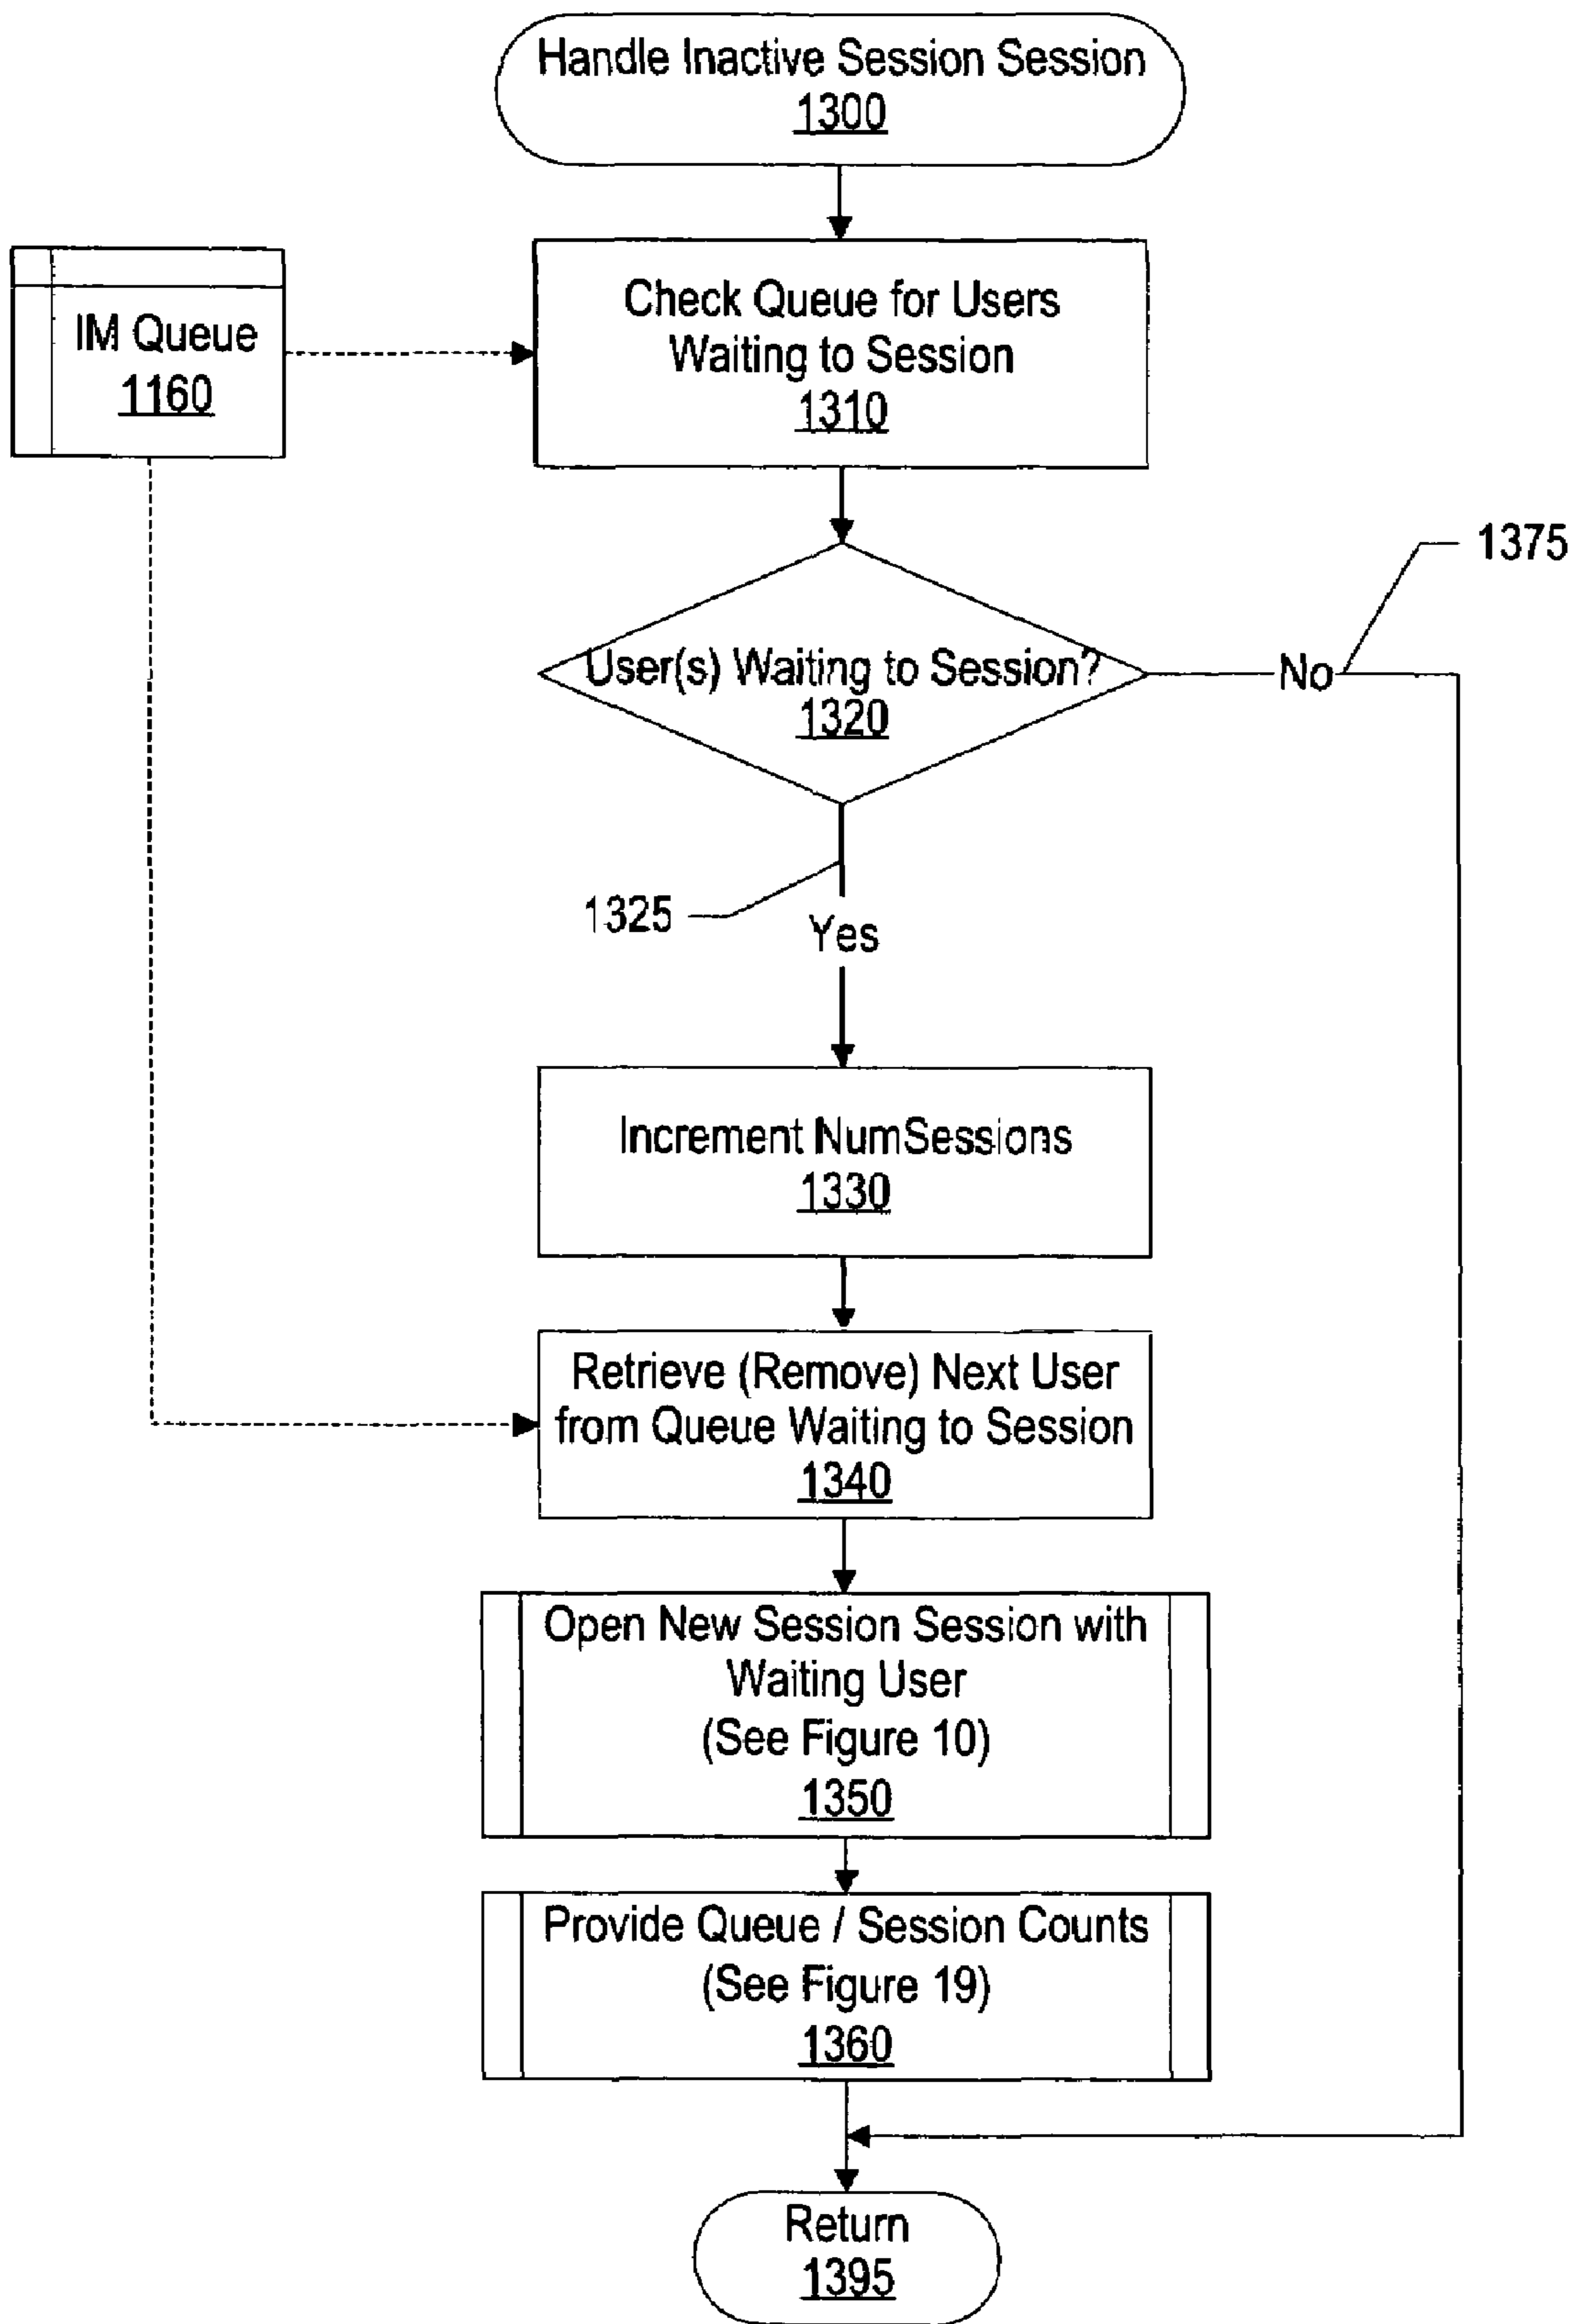 Handle Inactive Session Session
1300
IM Queue
1160
Check Queue for Users
Waiting to Session
1310
1375
User(s) Waiting to Session?
1320
No
1325
Yes
Increment NumSessions
1330
Retrieve (Remove) Next User
from Queue Waiting to Session
1340
Open New Session Session with
Waiting User
(See Figure 10)
1350
Provide Queue / Session Counts
(See Figure 19)
1360
Return
1395